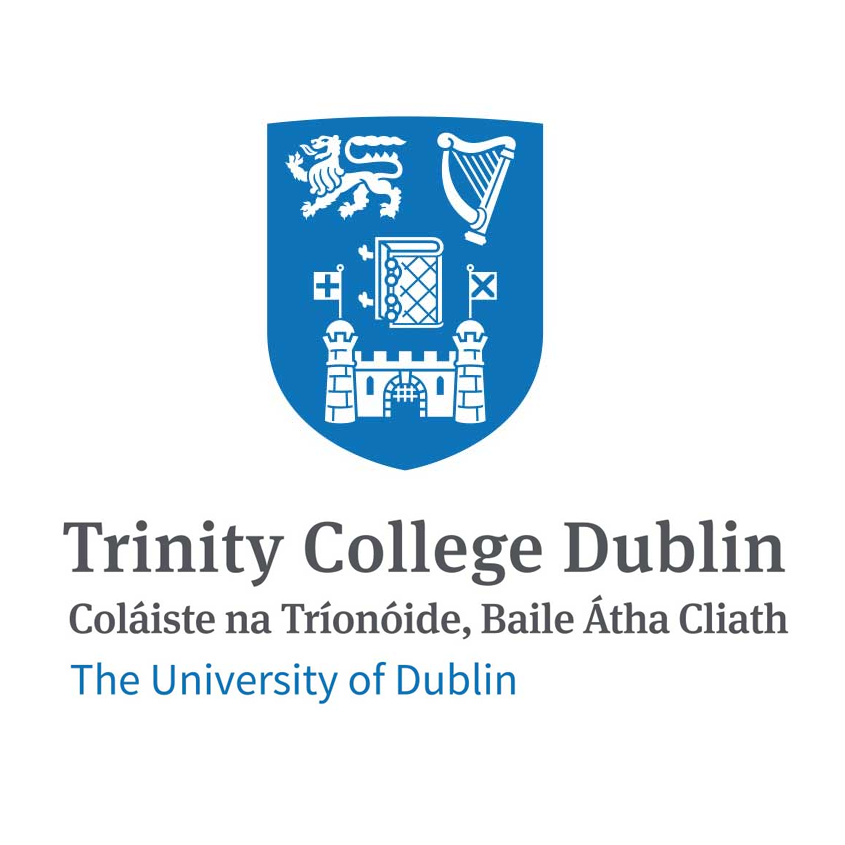 Trinity College Dublin
Coláiste na Tríonóide, Baile Átha Cliath
The University of Dublin